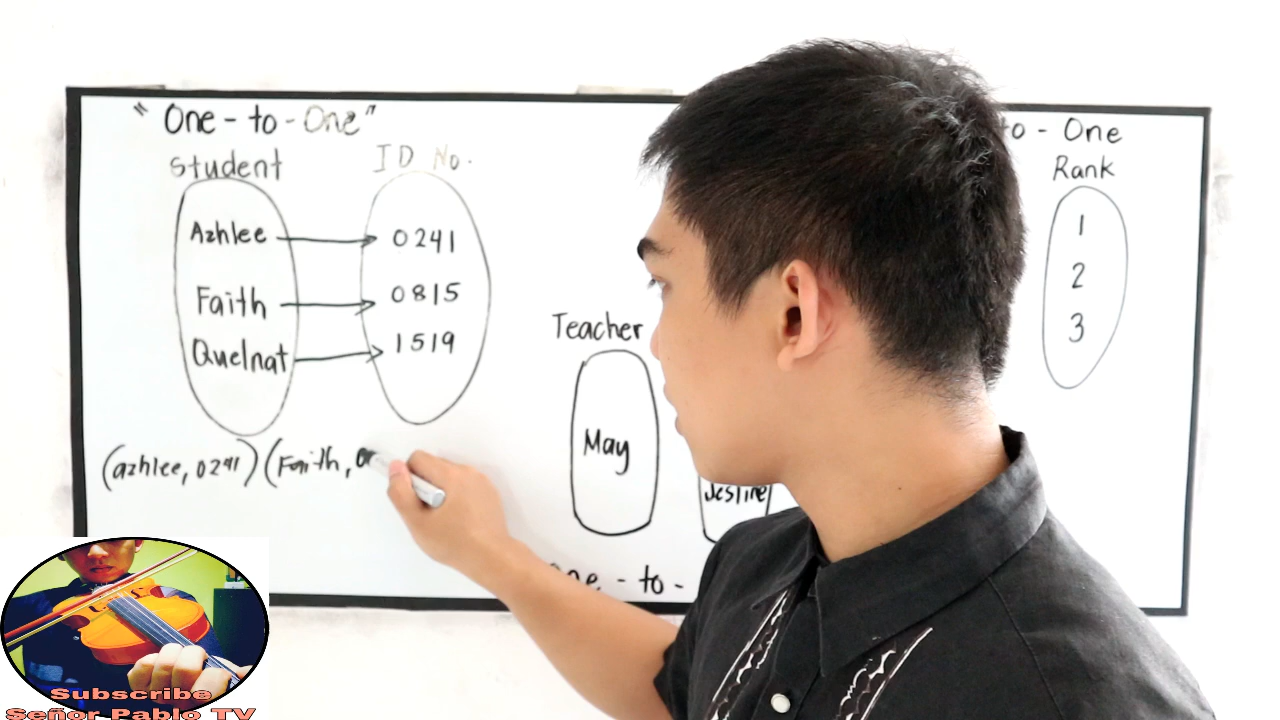 "One-to-One"
Student
ID No.
Azhlee
0241
Faith
0815
Quelnat
1519
(azhlee, 0241) (Faith, 0
Teacher
May
Jesline
One - to -
to - One
Rank
1
2
3
Subscribe
Señor Pablo TV